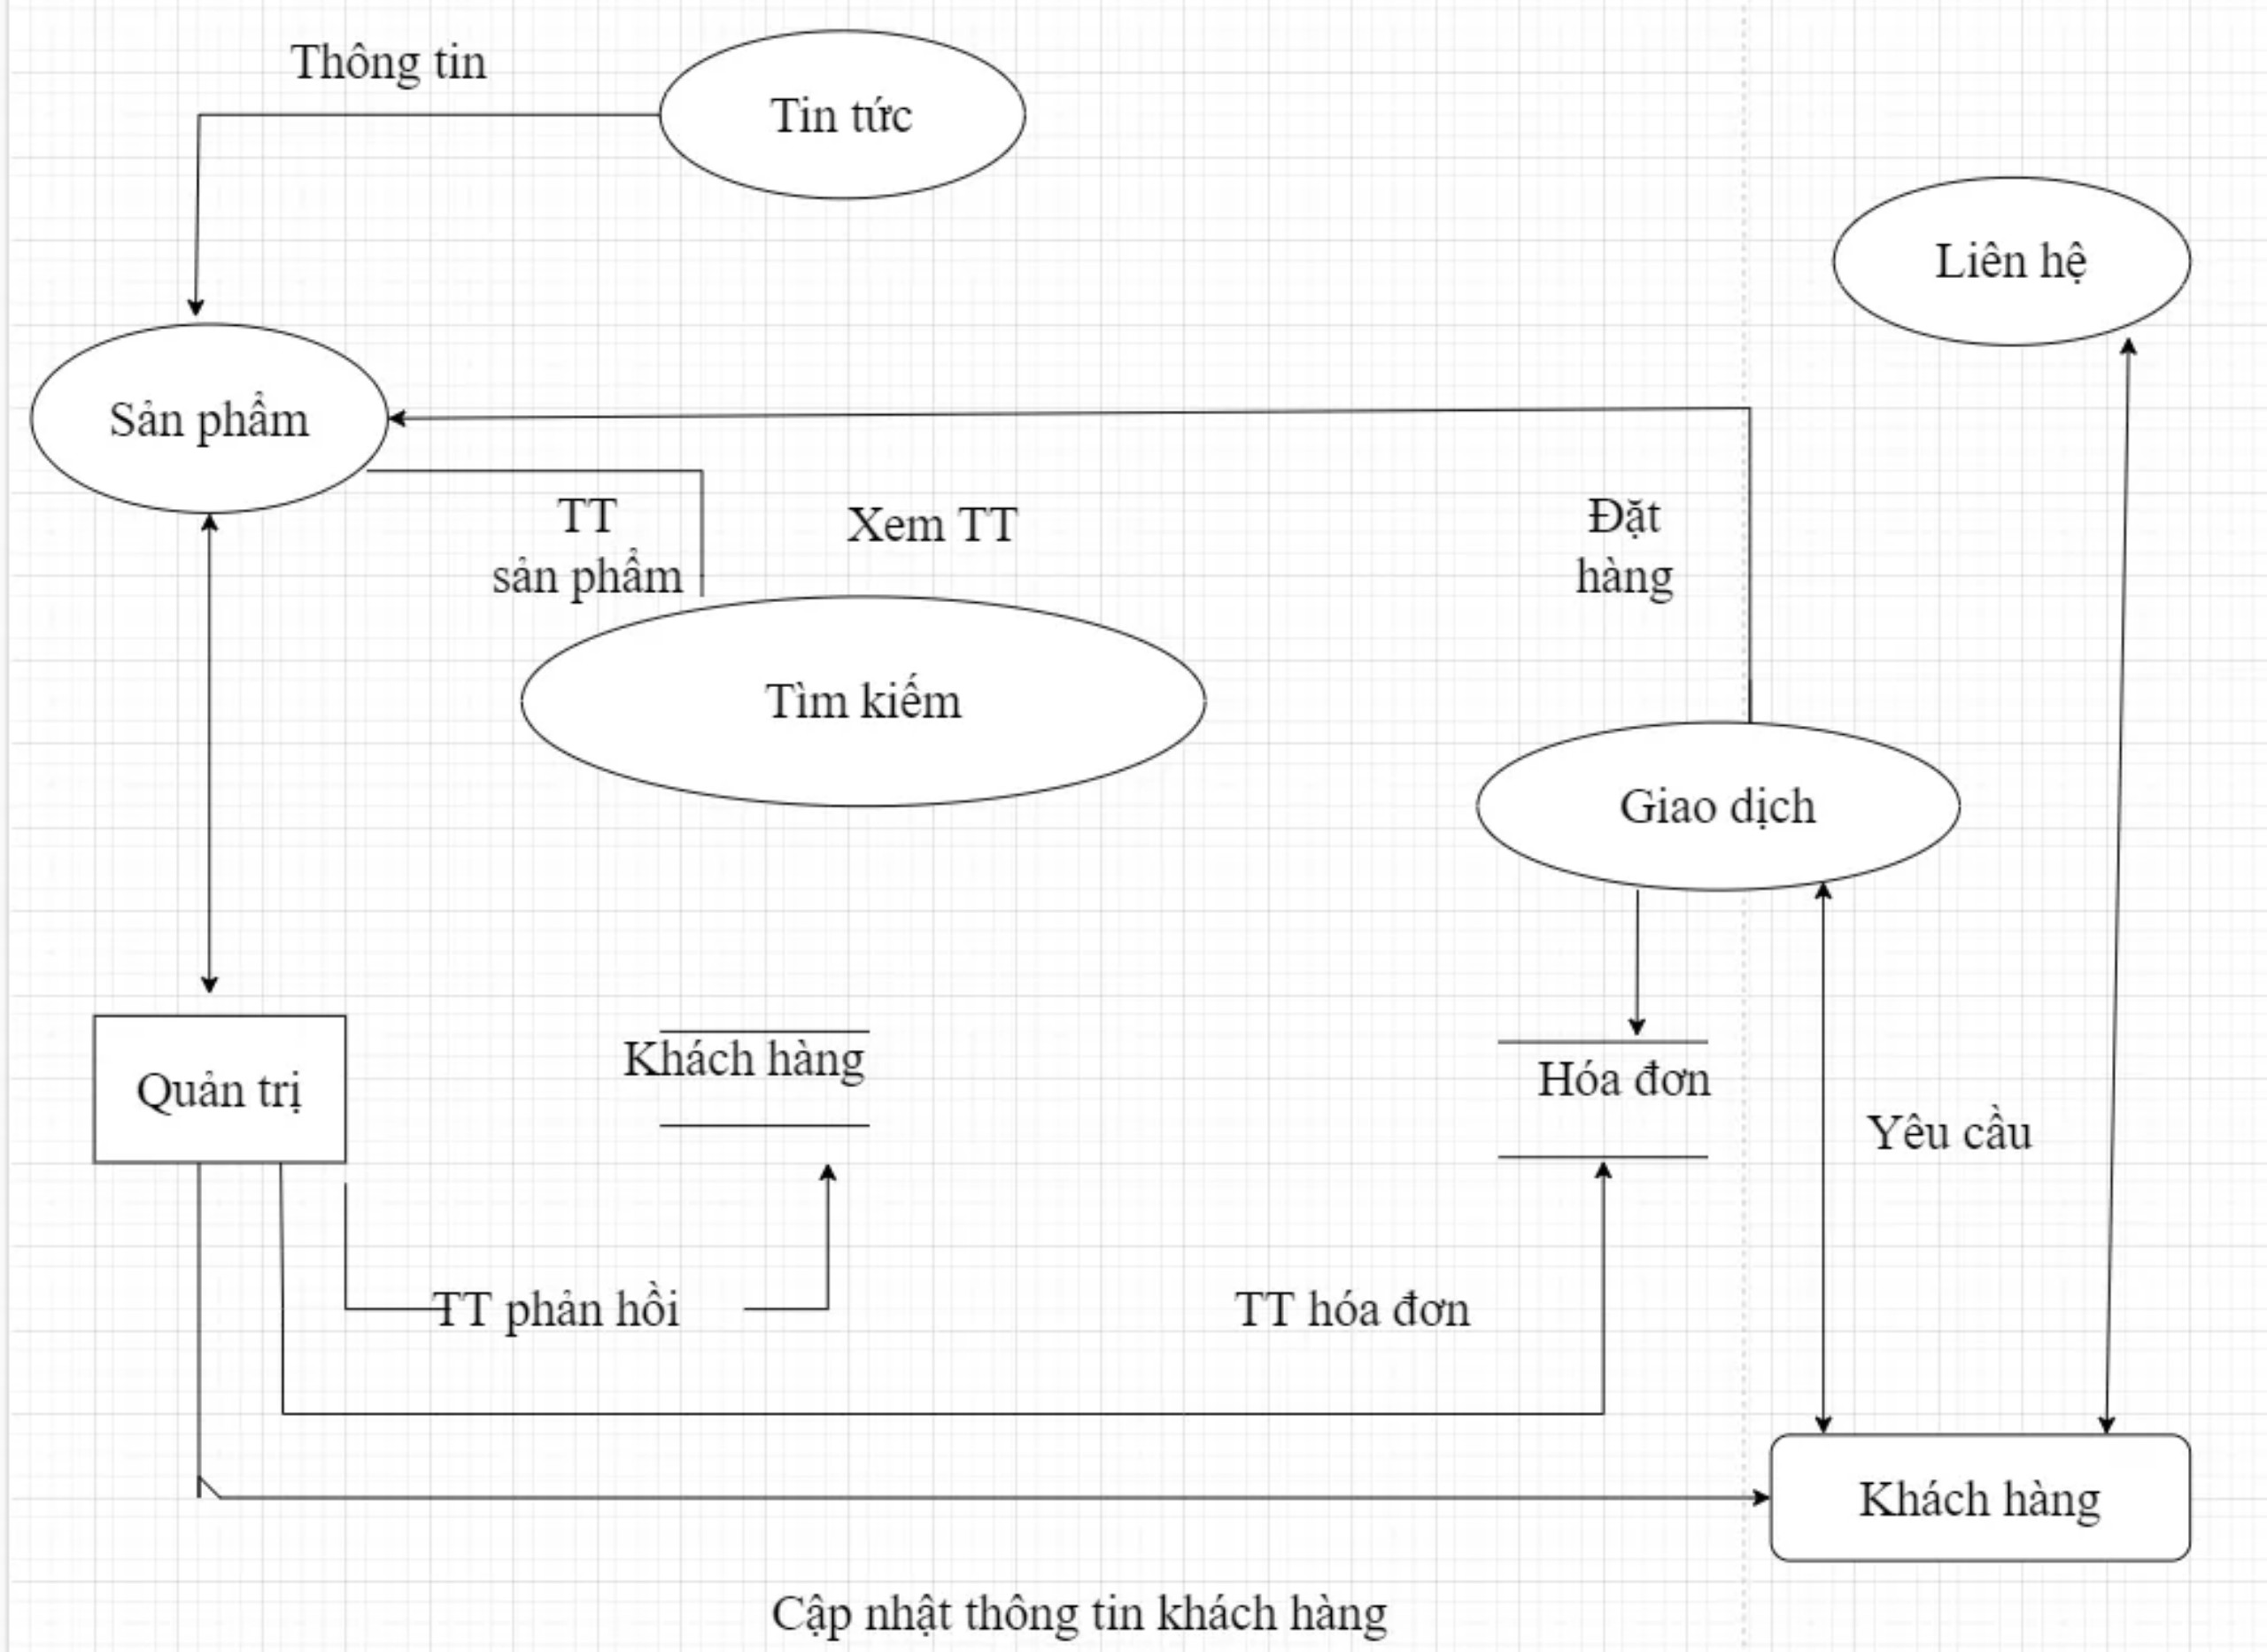 Thông tin
Tin tức
Liên hệ
Sản phẩm
TT
sản phẩm
Xem TT
Đặt
hàng
Tìm kiếm
Giao dịch
Quản trị
Khách hàng
Hóa đơn
Yêu cầu
TT phản hồi
TT hóa đơn
Khách hàng
Cập nhật thông tin khách hàng